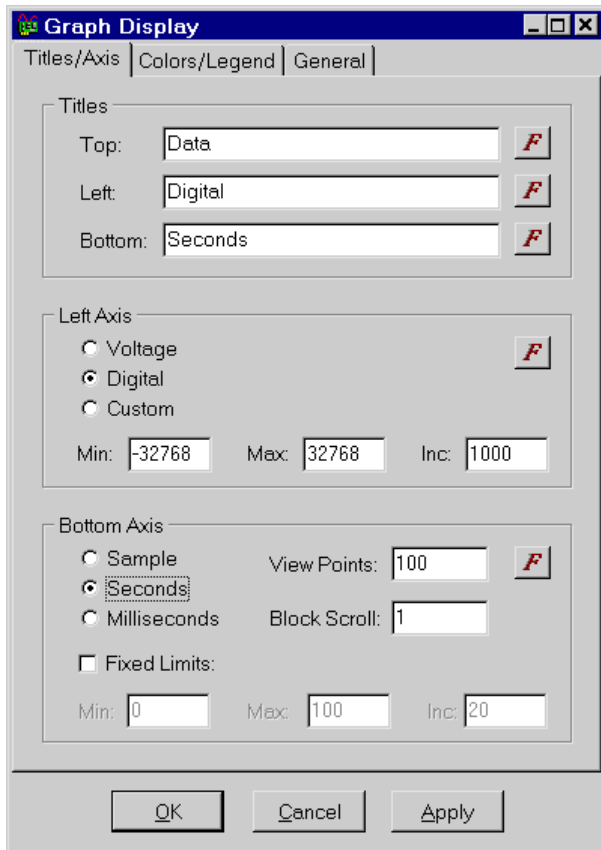 Graph Display
Titles/Axis Colors/Legend General
Titles
Top: Data F
Left: Digital F
Bottom: Seconds F
Left Axis
Voltage F
Digital
Custom
Min: -32768 Max: 32768 Inc: 1000
Bottom Axis
Sample View Points: 100 F
Seconds
Milliseconds Block Scroll: 1
Fixed Limits:
Min: 0 Max: 100 Inc: 20
OK Cancel Apply